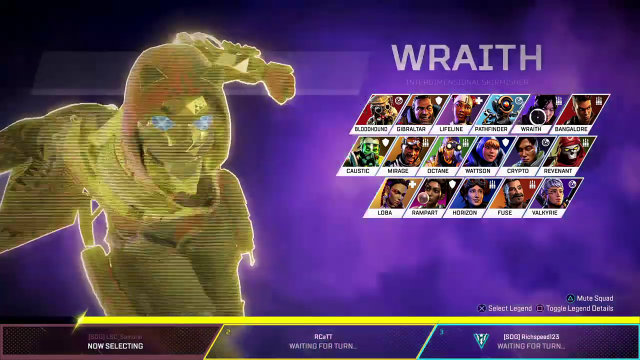 WRAITH
INTERDIMENSIONAL SKIRMISHER
BLOODHOUND GIBRALTAR LIFELINE PATHFINDER WRAITH BANGALORE
CAUSTIC MIRAGE OCTANE WATTSON CRYPTO REVENANT
LOBA RAMPART HORIZON FUSE VALKYRIE
Mute Squad
Select Legend Toggle Legend Details
NOW SELECTING
2 RCaTT
WAITING FOR TURN...
3 [SOG] Richspeed123
WAITING FOR TURN...